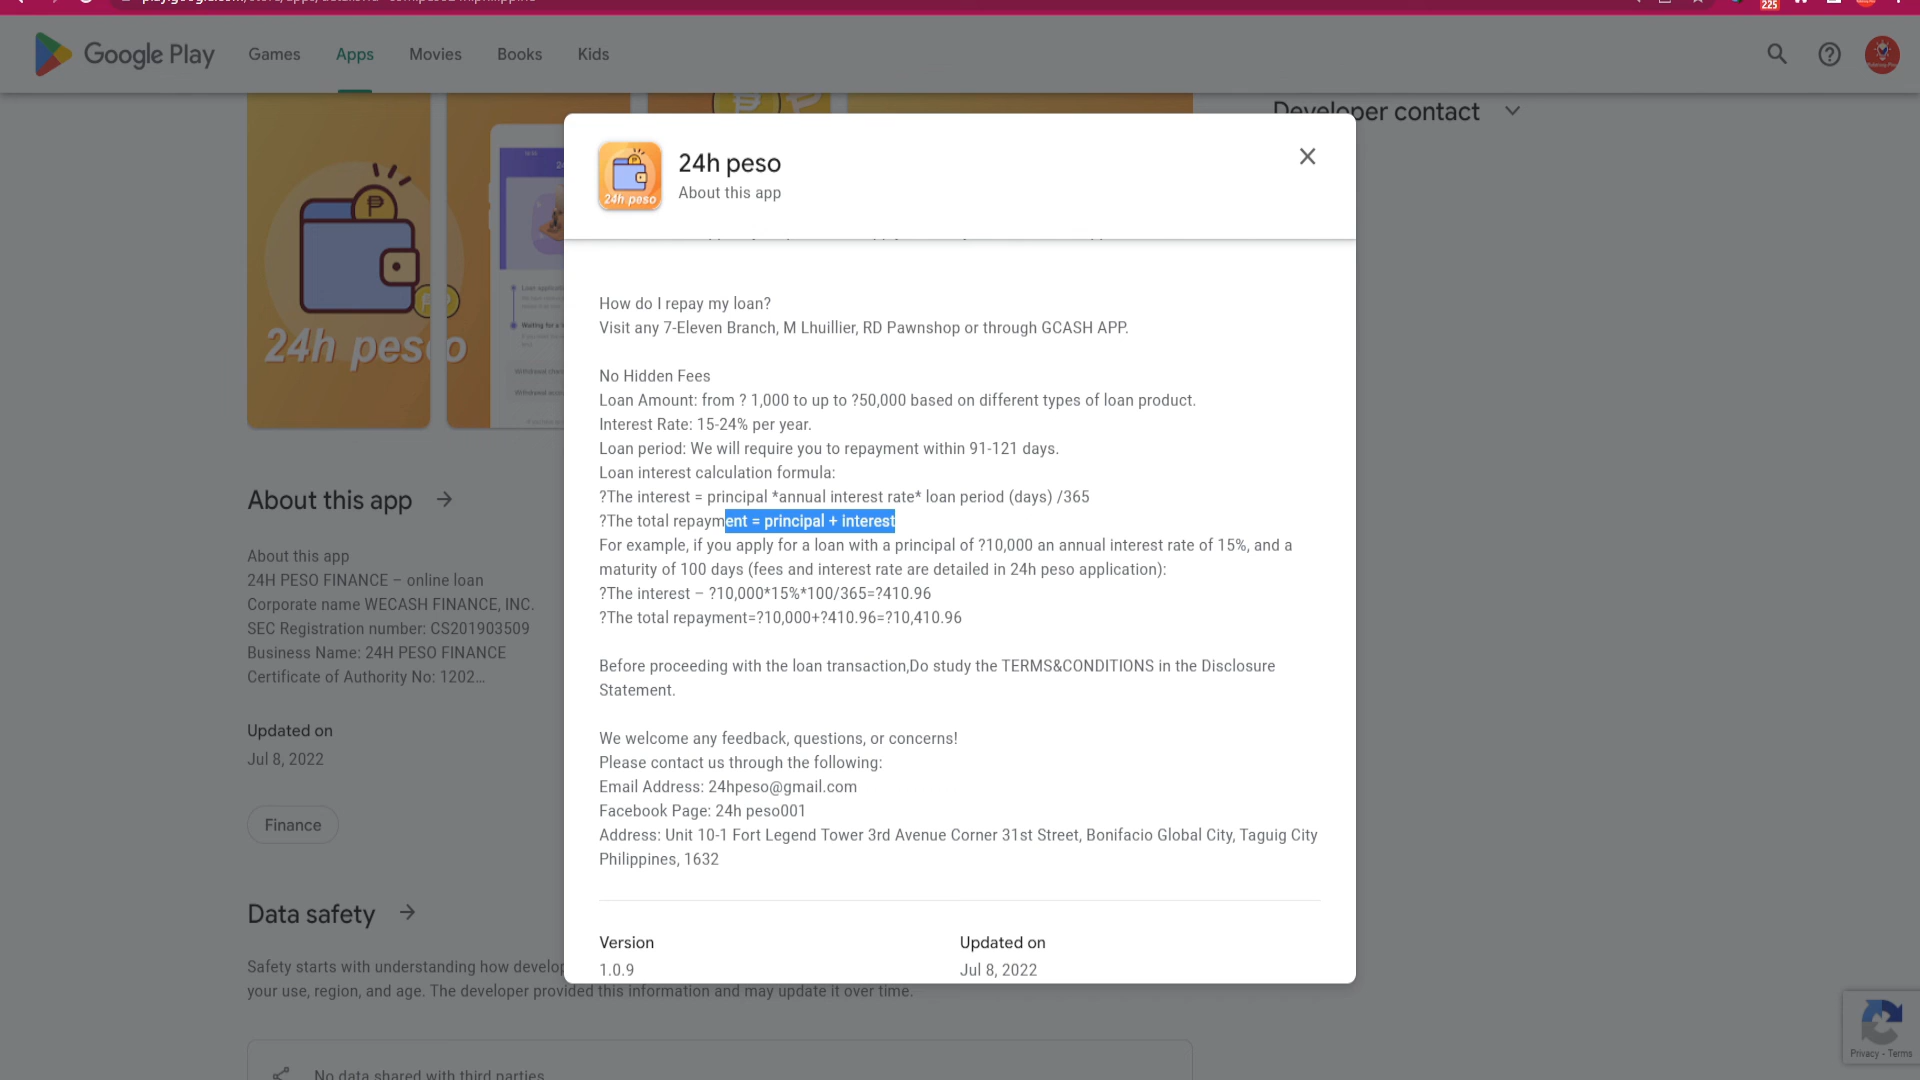 225
Google Play
Games
Apps
Movies
Books
Kids
Developer contact
24h peso
About this app
24h peso
24h peso
How do I repay my loan?
Visit any 7-Eleven Branch, M Lhuillier, RD Pawnshop or through GCASH APP.
No Hidden Fees
Loan Amount: from ? 1,000 to up to ?50,000 based on different types of loan product.
Interest Rate: 15-24% per year.
Loan period: We will require you to repayment within 91-121 days.
Loan interest calculation formula:
?The interest = principal *annual interest rate* loan period (days) /365
?The total repayment = principal + interest
For example, if you apply for a loan with a principal of ?10,000 an annual interest rate of 15%, and a
maturity of 100 days (fees and interest rate are detailed in 24h peso application):
?The interest – ?10,000*15%*100/365=?410.96
?The total repayment=?10,000+?410.96=?10,410.96
Before proceeding with the loan transaction,Do study the TERMS&CONDITIONS in the Disclosure
Statement.
We welcome any feedback, questions, or concerns!
Please contact us through the following:
Email Address: 24hpeso@gmail.com
Facebook Page: 24h peso001
Address: Unit 10-1 Fort Legend Tower 3rd Avenue Corner 31st Street, Bonifacio Global City, Taguig City
Philippines, 1632
Version
1.0.9
Updated on
Jul 8, 2022
About this app
About this app
24H PESO FINANCE – online loan
Corporate name WECASH FINANCE, INC.
SEC Registration number: CS201903509
Business Name: 24H PESO FINANCE
Certificate of Authority No: 1202...
Updated on
Jul 8, 2022
Finance
Data safety
Safety starts with understanding how
your use, region, and age. The developer provided this information and may update it over time.
No data shared with third parties
Privacy - Terms